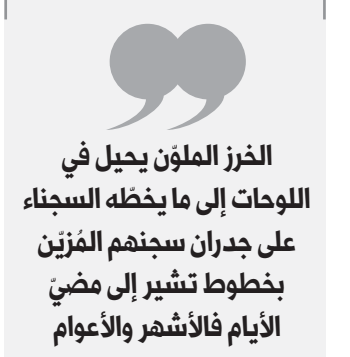 الخرز الملوّن يحيل في
اللوحات إلى ما يخطّه السجناء
على جدران سجنهم المُزيّن
بخطوط تشير إلى مضيّ
الأيام فالأشهر والأعوام